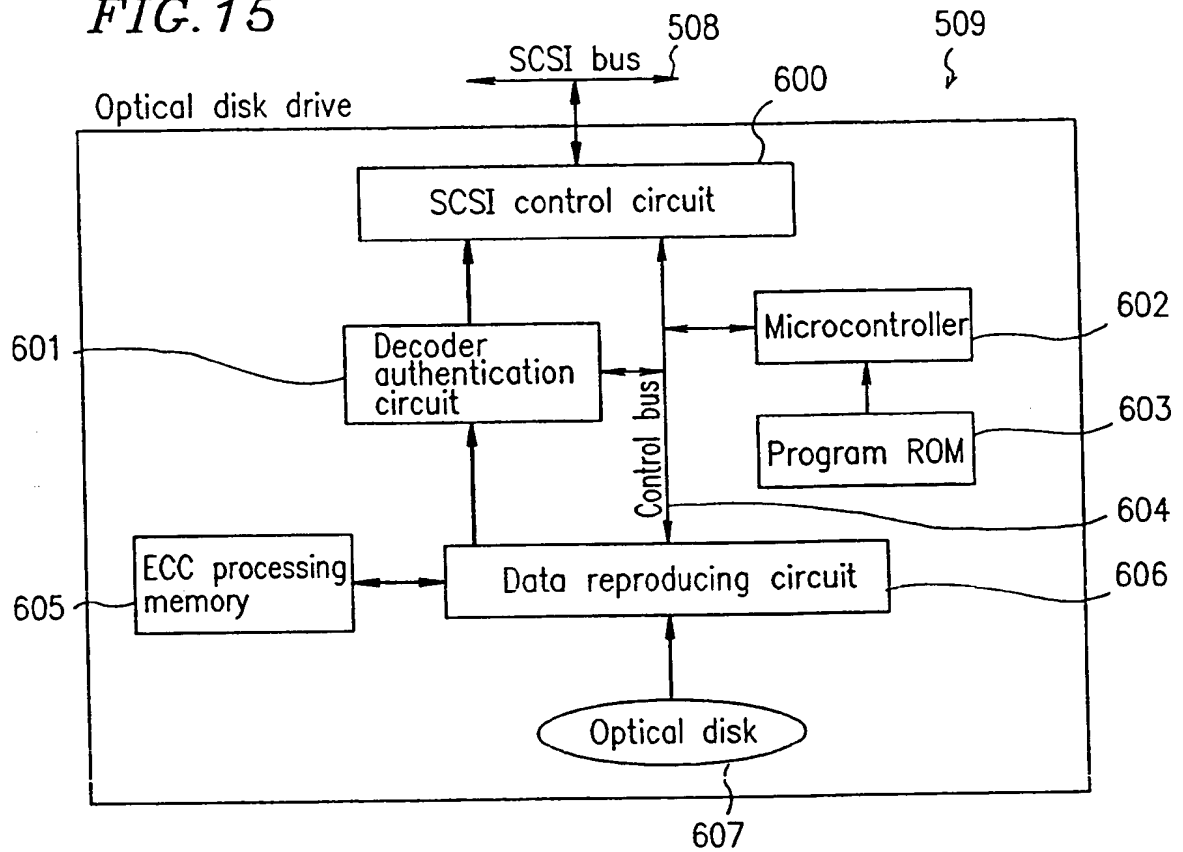 FIG. 15
508
509
SCSI bus
600
Optical disk drive
SCSI control circuit
602
Microcontroller
601
Decoder
authentication
circuit
Control bus
603
Program ROM
604
ECC processing
memory
Data reproducing circuit
606
605
Optical disk
607